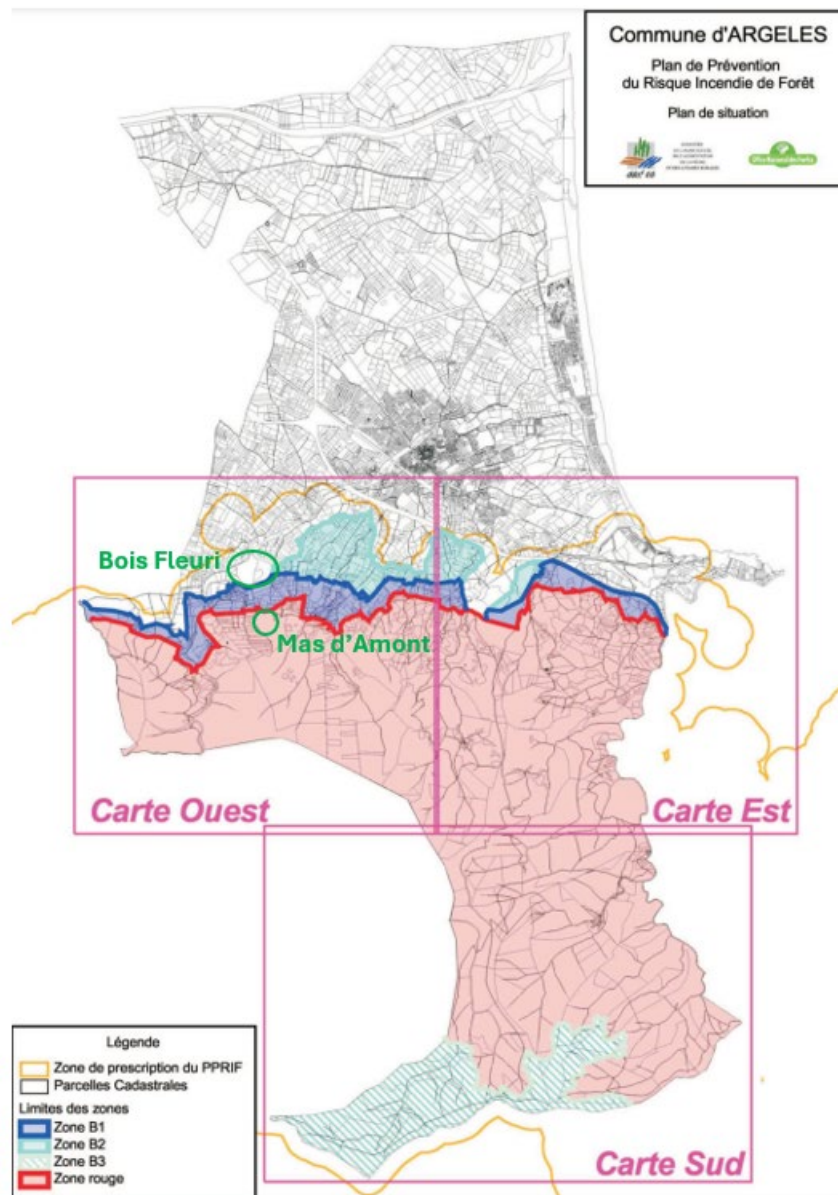 Commune d'ARGELES
Plan de Prévention
du Risque Incendie de Forêt
Plan de situation
Bois Fleuri
Mas d'Amont
Carte Ouest
Carte Est
Carte Sud
Légende
Zone de prescription du PPRIF
Parcelles Cadastrales
Limites des zones
Zone B1
Zone B2
Zone B3
Zone rouge